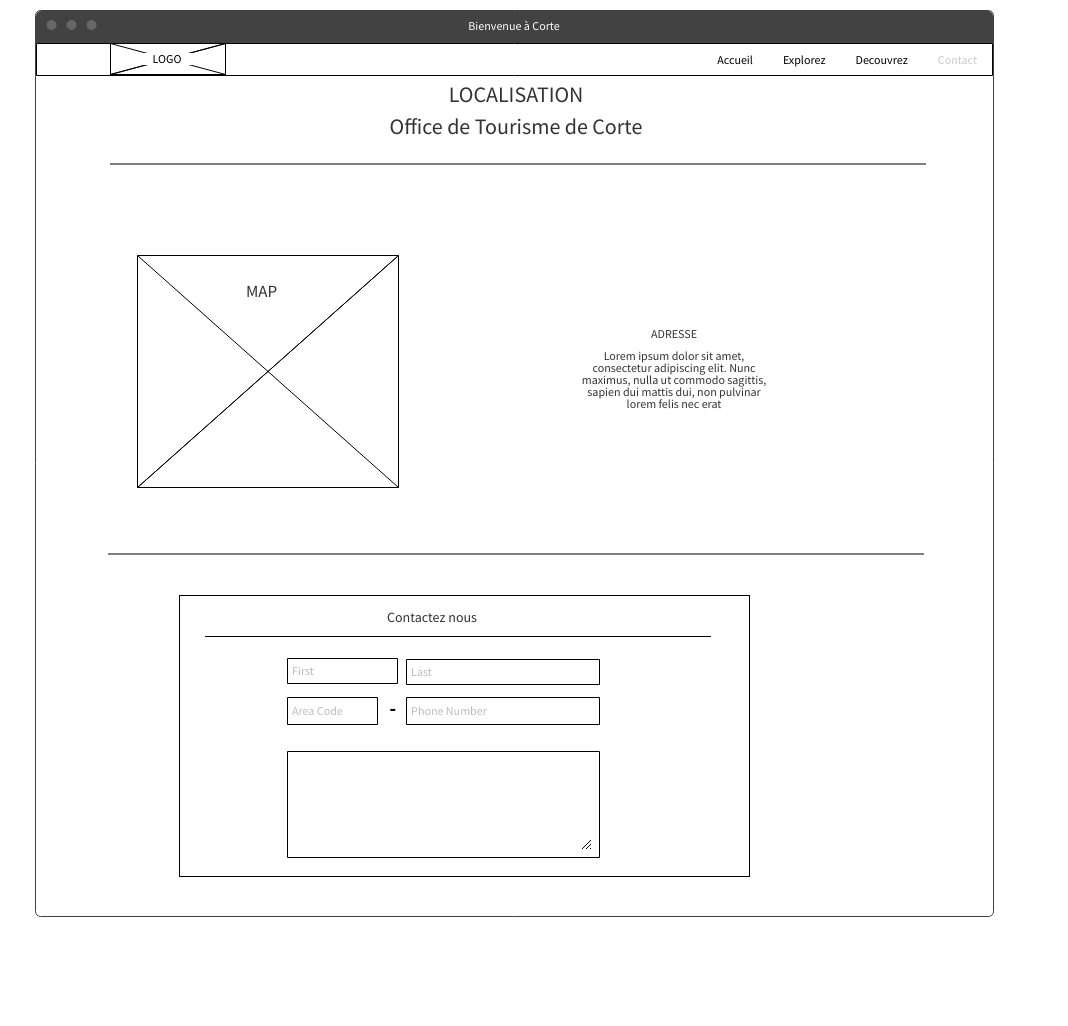 Bienvenue à Corte
LOGO
Accueil Explorez Decouvrez Contact
LOCALISATION
Office de Tourisme de Corte
MAP
ADRESSE
Lorem ipsum dolor sit amet,
consectetur adipiscing elit. Nunc
maximus, nulla ut commodo sagittis,
sapien dui mattis dui, non pulvinar
lorem felis nec erat
Contactez nous
First Last
Area Code - Phone Number